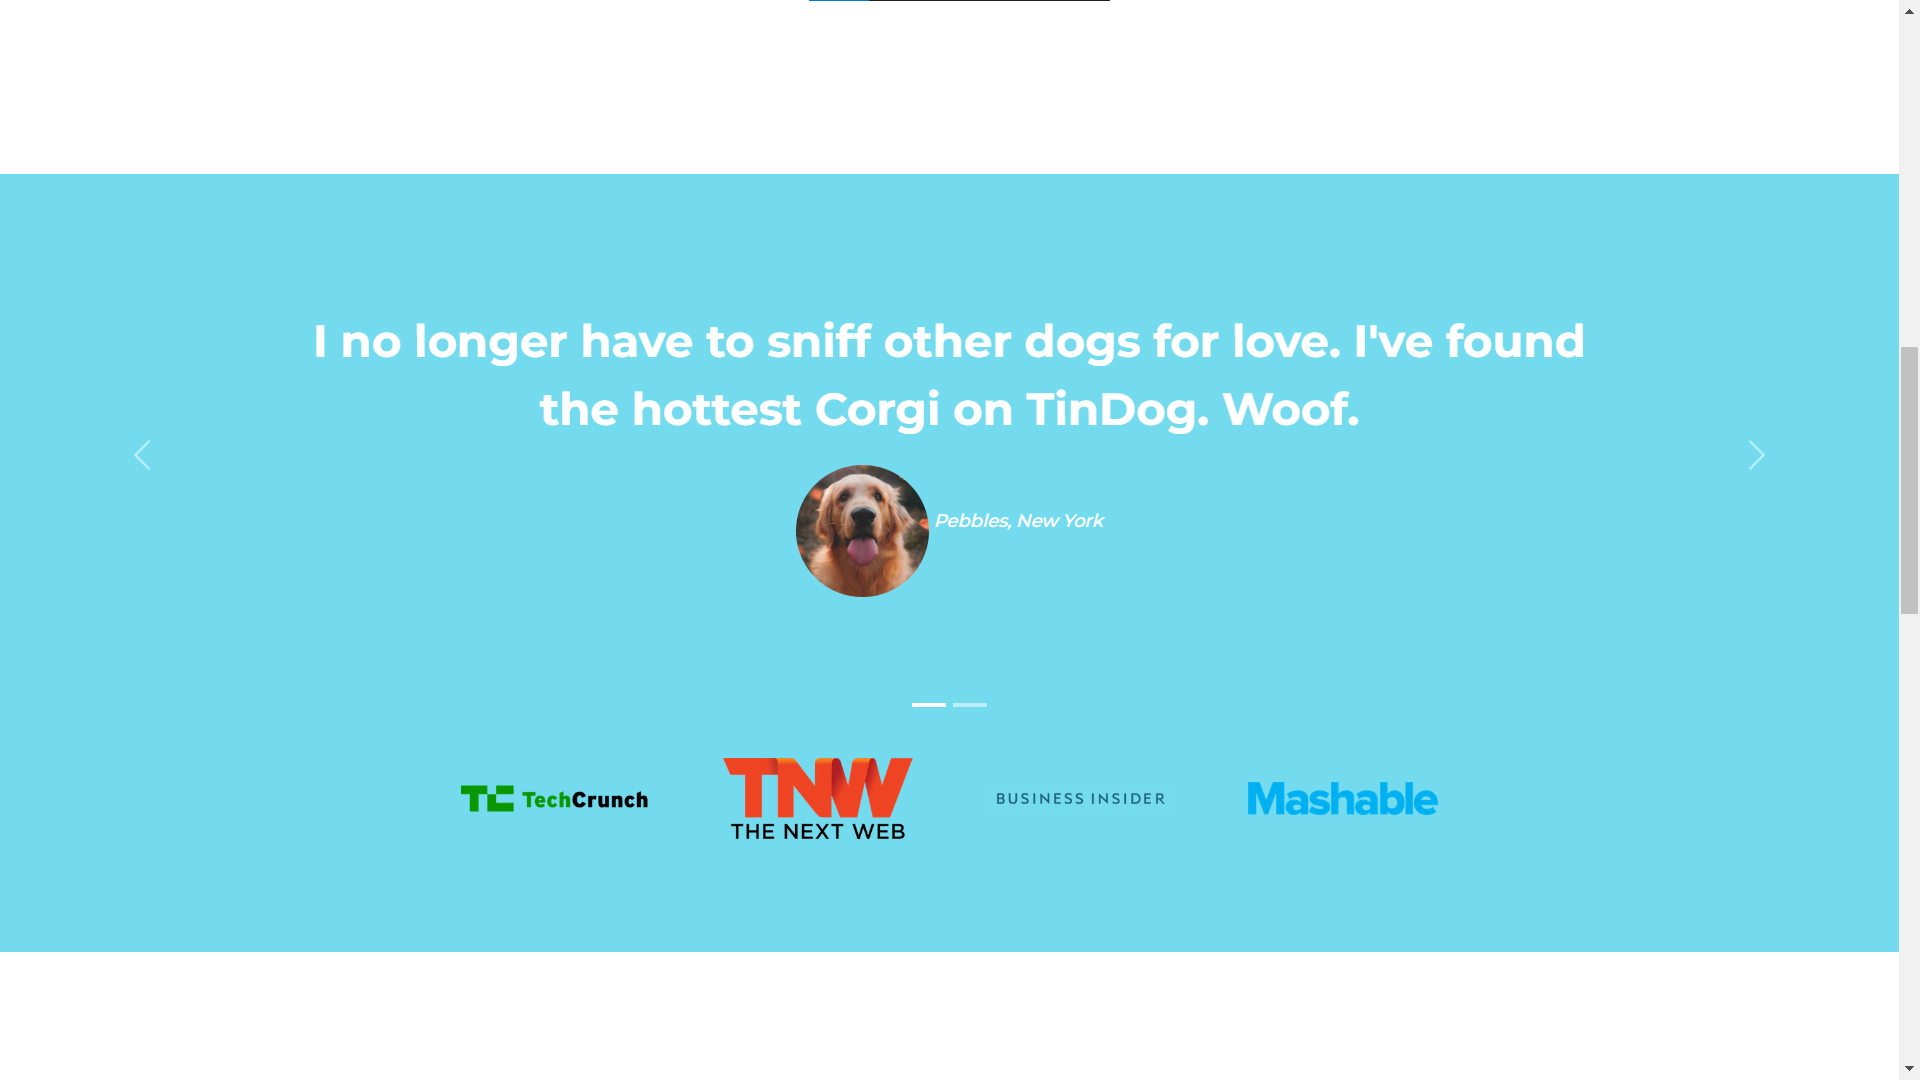 I no longer have to sniff other dogs for love. I've found
the hottest Corgi on TinDog. Woof.
Pebbles, New York
TC TechCrunch
TNW
THE NEXT WEB
BUSINESS INSIDER
Mashable